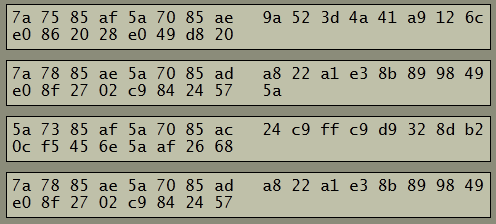 7a 75 85 af 5a 70 85 ae 9a 52 3d 4a 41 a9 12 6c
e0 86 20 28 e0 49 d8 20
7a 78 85 ae 5a 70 85 ad a8 22 a1 e3 8b 89 98 49
e0 8f 27 02 c9 84 24 57 5a
5a 73 85 af 5a 70 85 ac 24 c9 ff c9 d9 32 8d b2
0c f5 45 6e 5a af 26 68
7a 78 85 ae 5a 70 85 ad a8 22 a1 e3 8b 89 98 49
e0 8f 27 02 c9 84 24 57